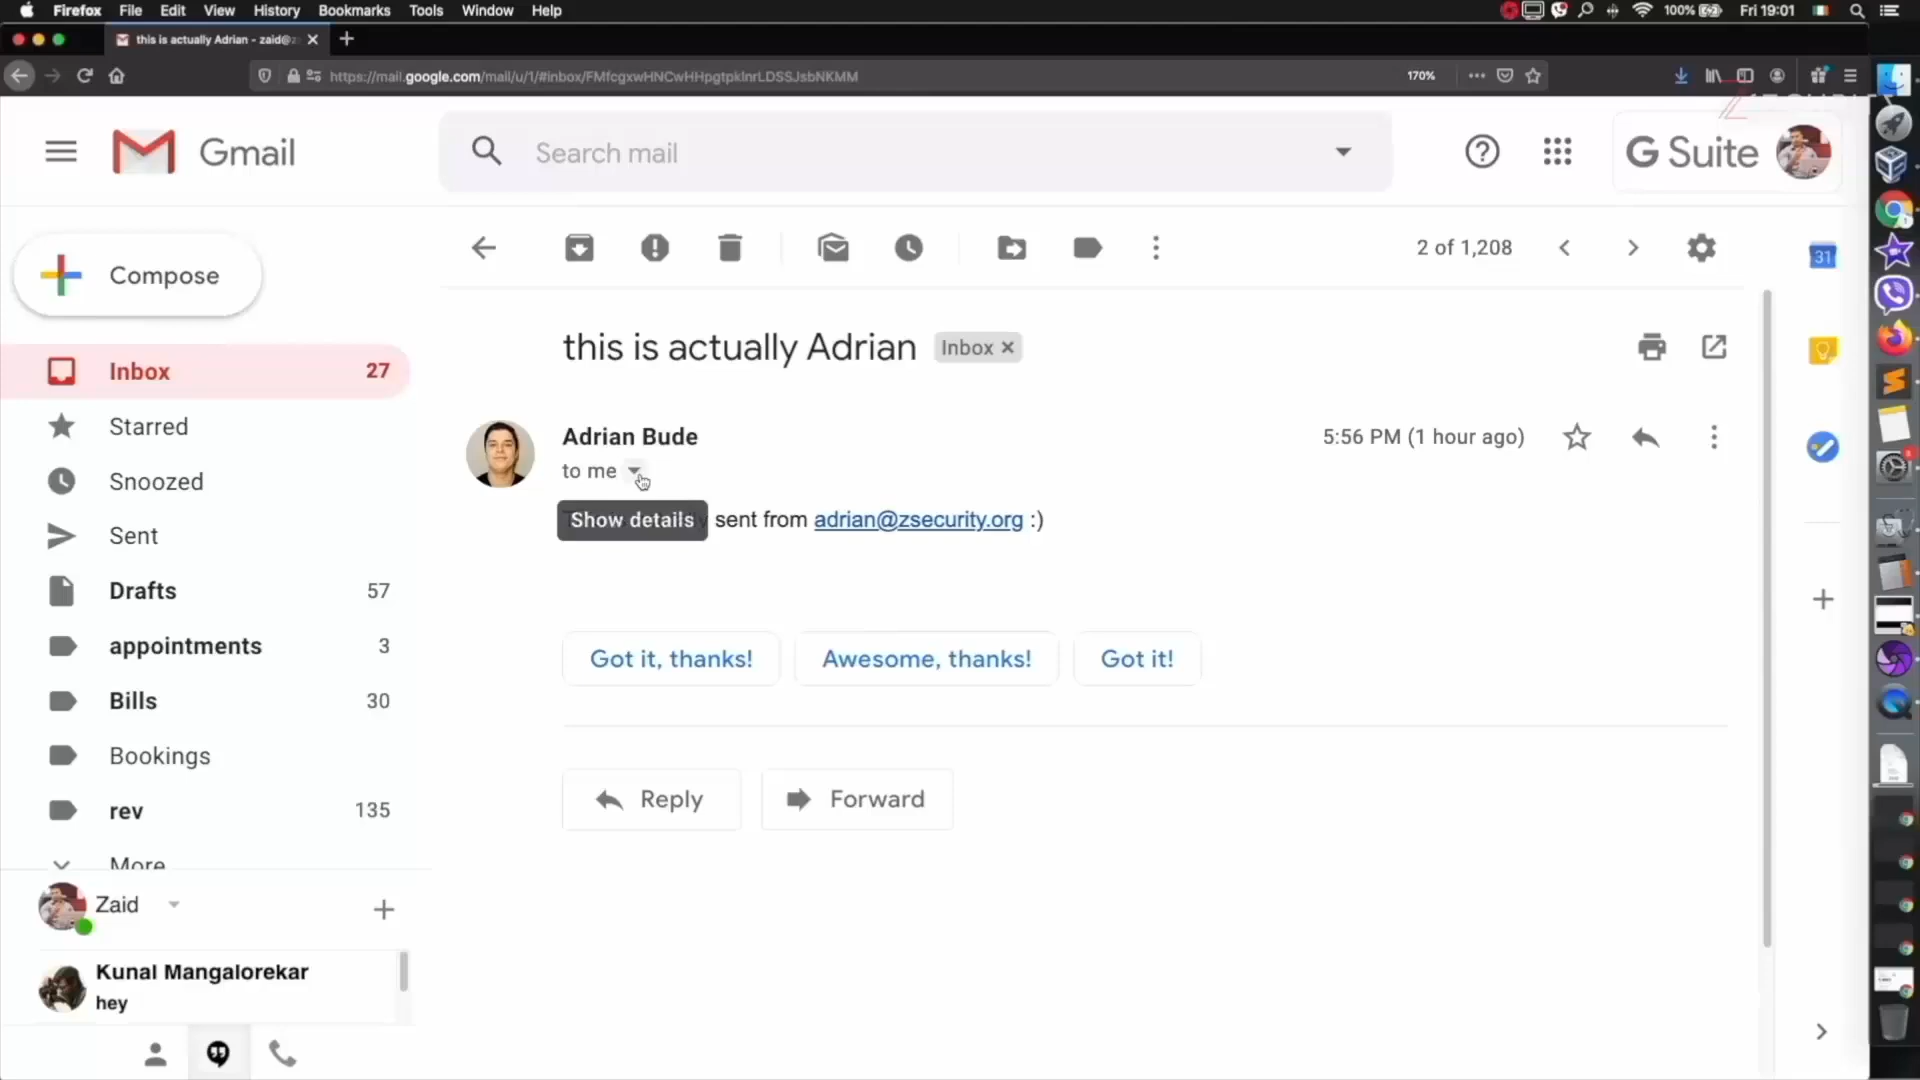 Firefox File Edit View History Bookmarks Tools Window Help
100% Fri 19:01
this is actually Adrian - zaid@z
https://mail.google.com/mail/u/1/#inbox/FMfcgxwHNCwHHpgtpklnrLDSSJsbNKMM 170%
Gmail
Search mail
G Suite
Compose
2 of 1,208
31
this is actually Adrian Inbox
Inbox 27
Starred
Snoozed
Sent
Drafts 57
appointments 3
Bills 30
Bookings
rev 135
More
Adrian Bude
5:56 PM (1 hour ago)
to me
Show details sent from adrian@zsecurity.org :)
Got it, thanks! Awesome, thanks! Got it!
Reply Forward
Zaid
Kunal Mangalorekar
hey